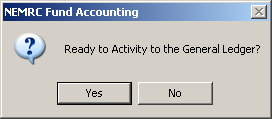 NEMRC Fund Accounting
Ready to Activity to the General Ledger?
Yes No